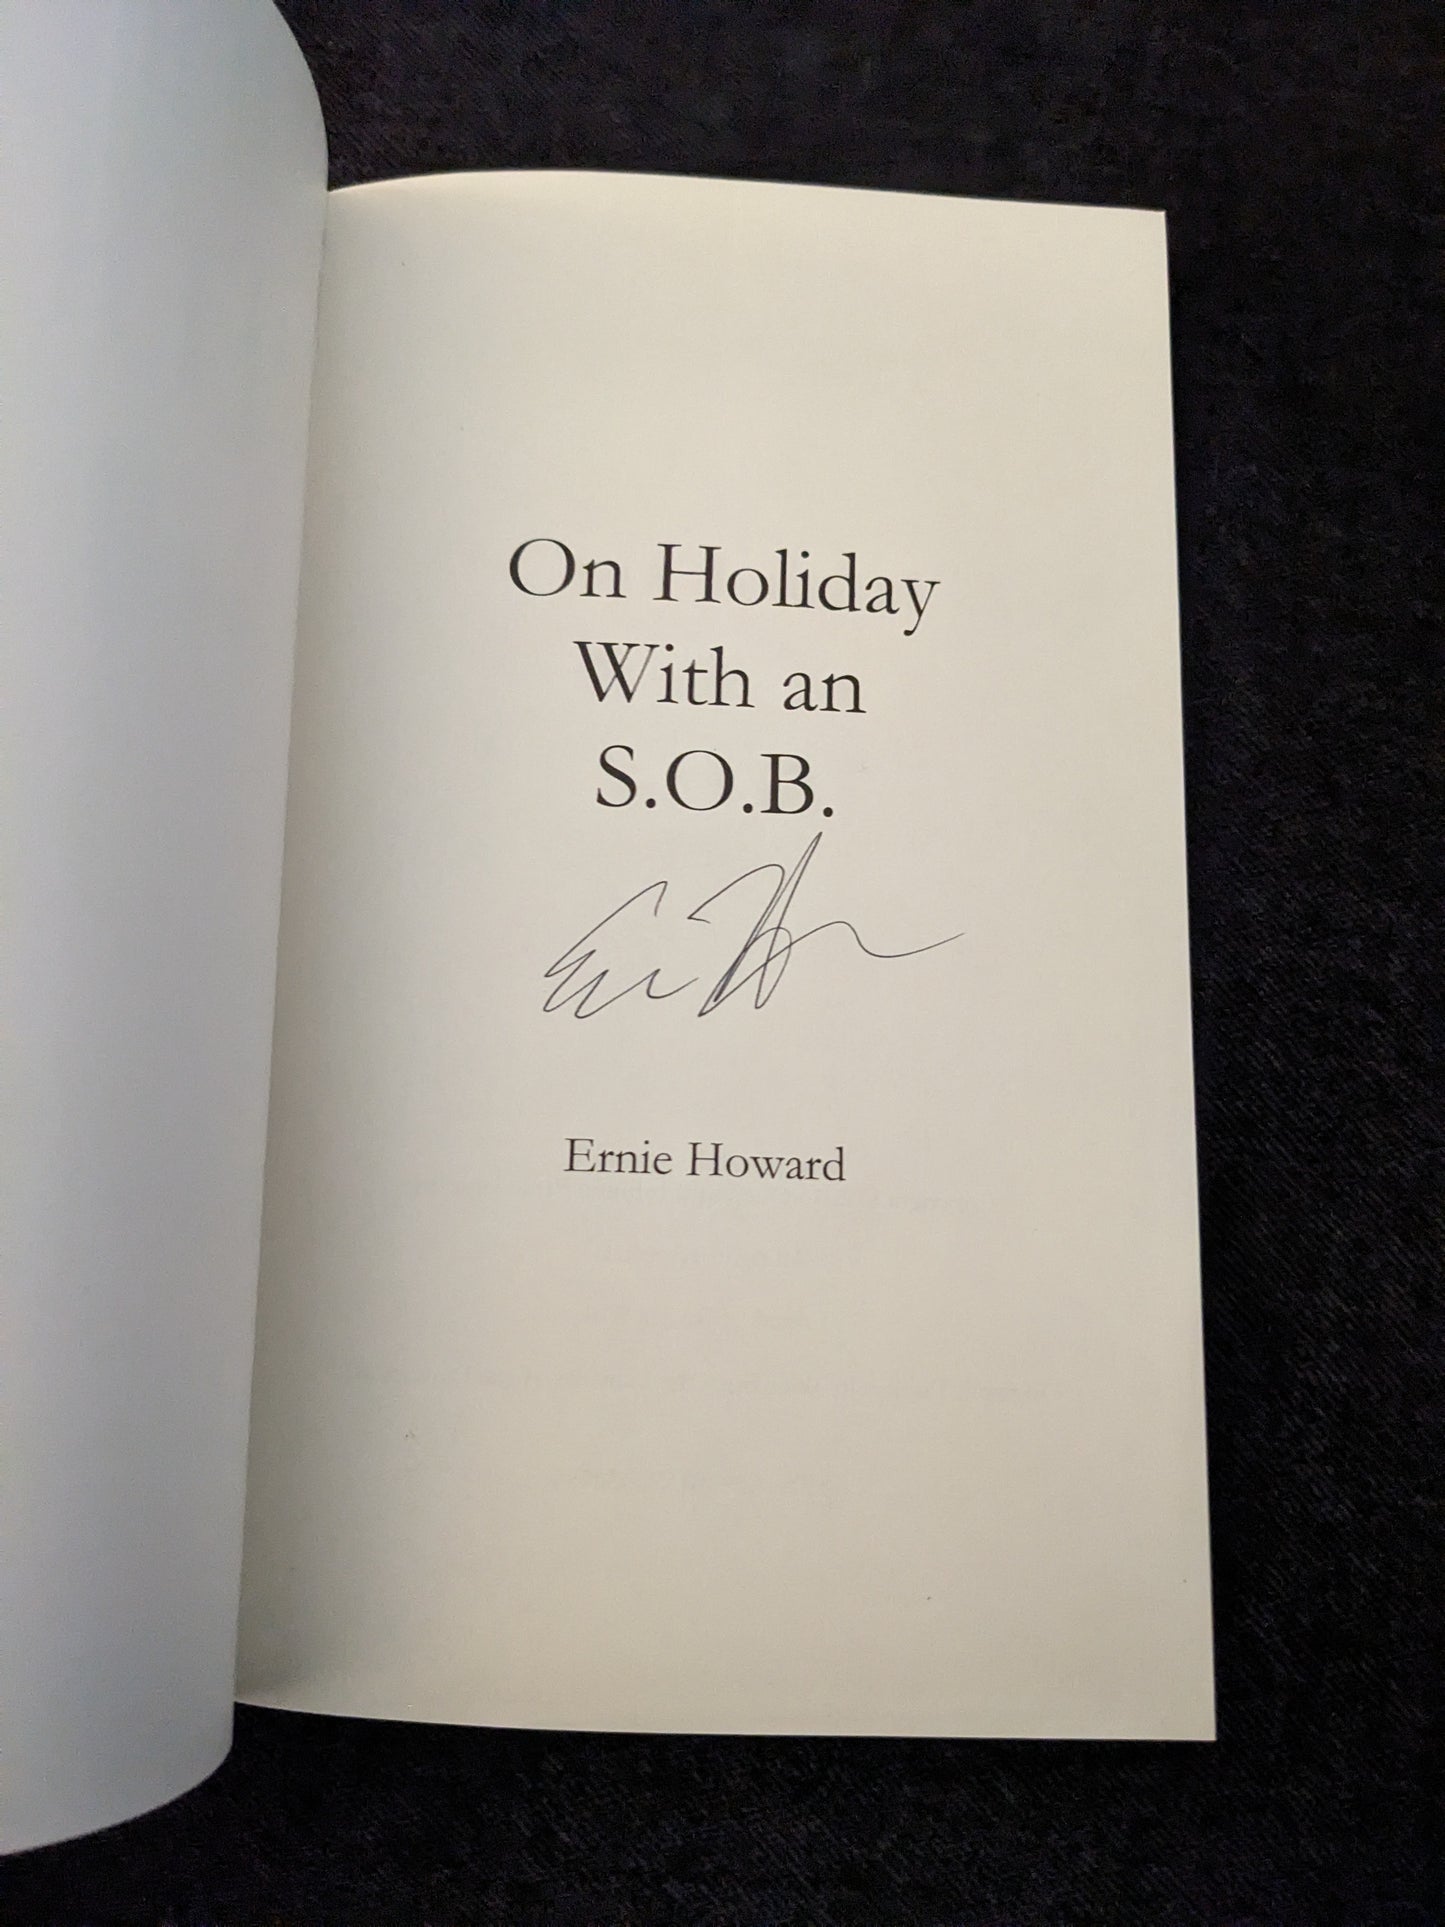 On Holiday
With an
S.O.B.
Ernie Howard